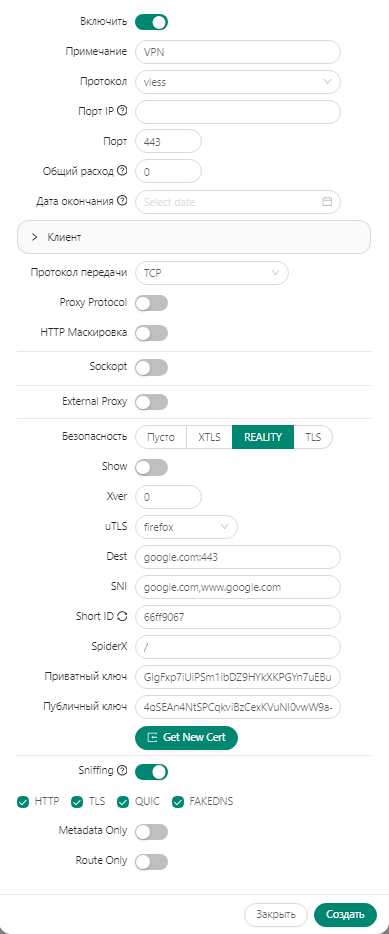 Включить
Примечание VPN
Протокол vless
Порт IP
Порт 443
Общий расход 0
Дата окончания Select date
Клиент
Протокол передачи TCP
Proxy Protocol
HTTP Маскировка
Sockopt
External Proxy
Безопасность Пусто XTLS REALITY TLS
Show
Xver 0
uTLS firefox
Dest google.com:443
SNI google.com,www.google.com
Short ID 66ff9067
SpiderX /
Приватный ключ
Публичный ключ
Get New Cert
Sniffing
HTTP TLS QUIC FAKEDNS
Metadata Only
Route Only
Закрыть Создать